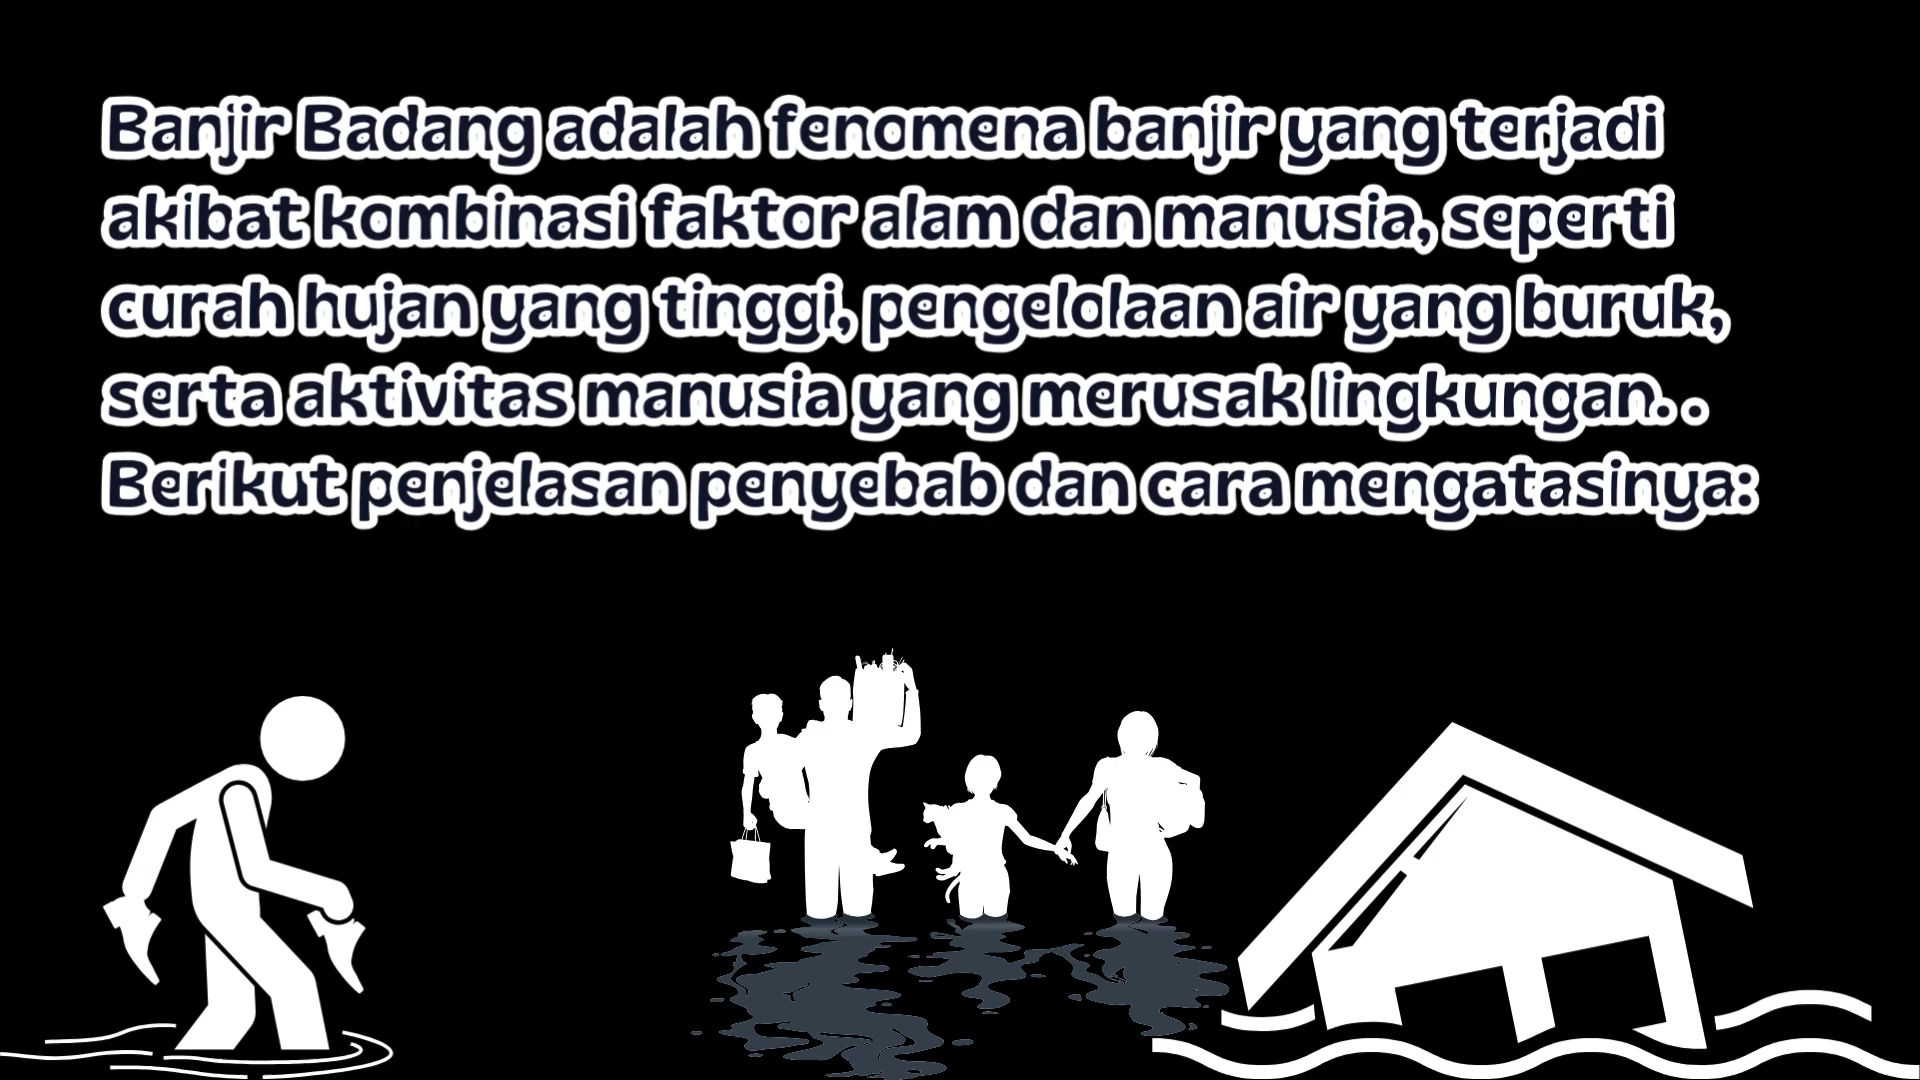 Banjir Badang adalah fenomena banjir yang terjadi
akibat kombinasi faktor alam dan manusia, seperti
curah hujan yang tinggi, pengelolaan air yang buruk,
serta aktivitas manusia yang merusak lingkungan. .
Berikut penjelasan penyebab dan cara mengatasinya: